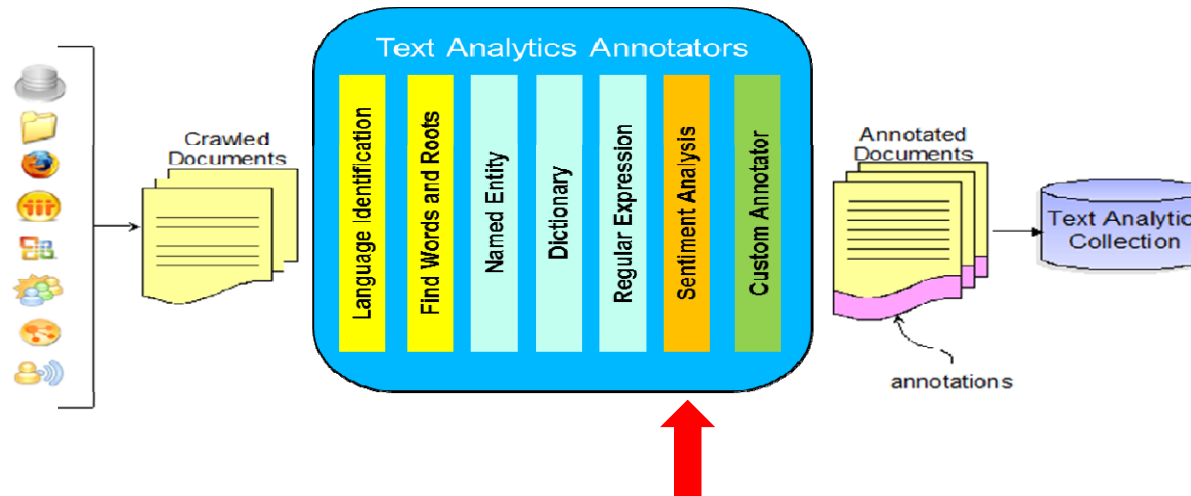 Text Analytics Annotators
Crawled
Documents
Language Identification
Find Words and Roots
Named Entity
Dictionary
Regular Expression
Sentiment Analysis
Custom Annotator
Annotated
Documents
annotations
Text Analytic
Collection